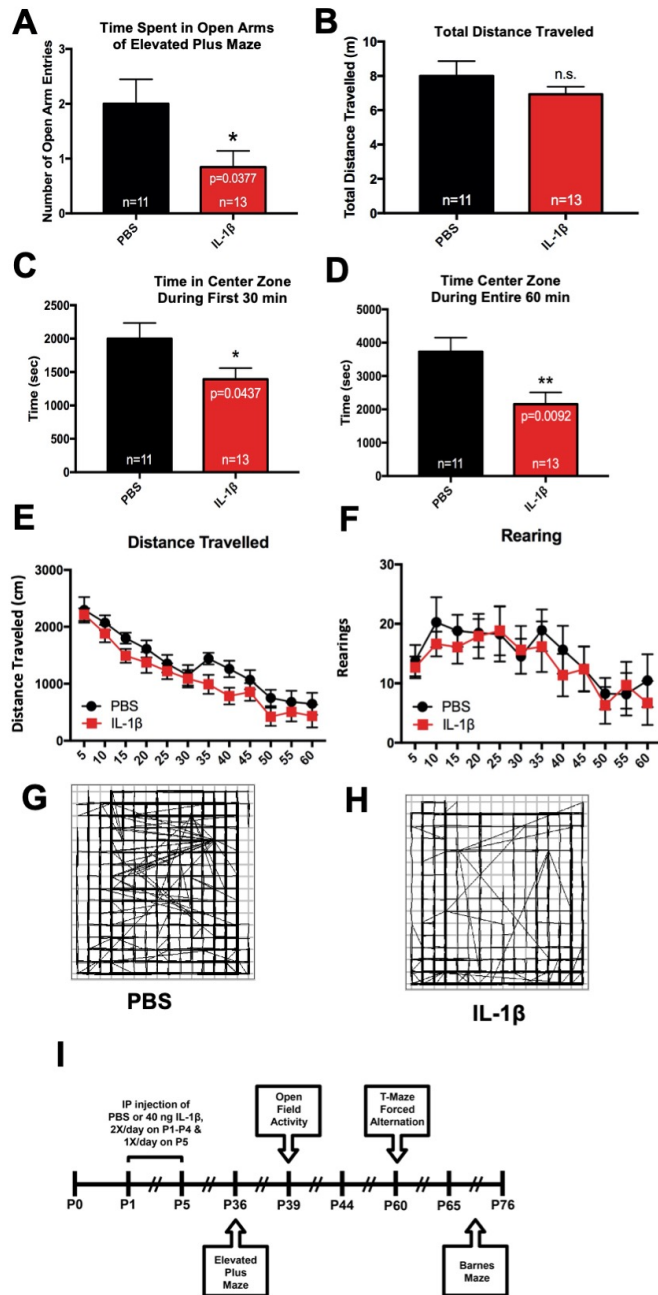 A
Time Spent in Open Arms
of Elevated Plus Maze
Number of Open Arm Entries
2
1
0
*
p=0.0377
n=11
n=13
PBS
IL-1β
B
Total Distance Traveled
Total Distance Travelled (m)
10
8
6
4
2
0
n.s.
n=11
n=13
PBS
IL-1β
C
Time in Center Zone
During First 30 min
Time (sec)
2500
2000
1500
1000
500
0
*
p=0.0437
n=11
n=13
PBS
IL-1β
D
Time Center Zone
During Entire 60 min
Time (sec)
5000
4000
3000
2000
1000
0
**
p=0.0092
n=11
n=13
PBS
IL-1β
E
Distance Travelled
Distance Traveled (cm)
3000
2000
1000
0
PBS
IL-1β
5 10 15 20 25 30 35 40 45 50 55 60
F
Rearing
Rearings
30
20
10
0
PBS
IL-1β
5 10 15 20 25 30 35 40 45 50 55 60
G
PBS
H
IL-1β
I
IP injection of
PBS or 40 ng IL-1β,
2X/day on P1-P4 &
1X/day on P5
Open
Field
Activity
T-Maze
Forced
Alternation
P0 P1 P5 P36 P39 P44 P60 P65 P76
Elevated
Plus
Maze
Barnes
Maze